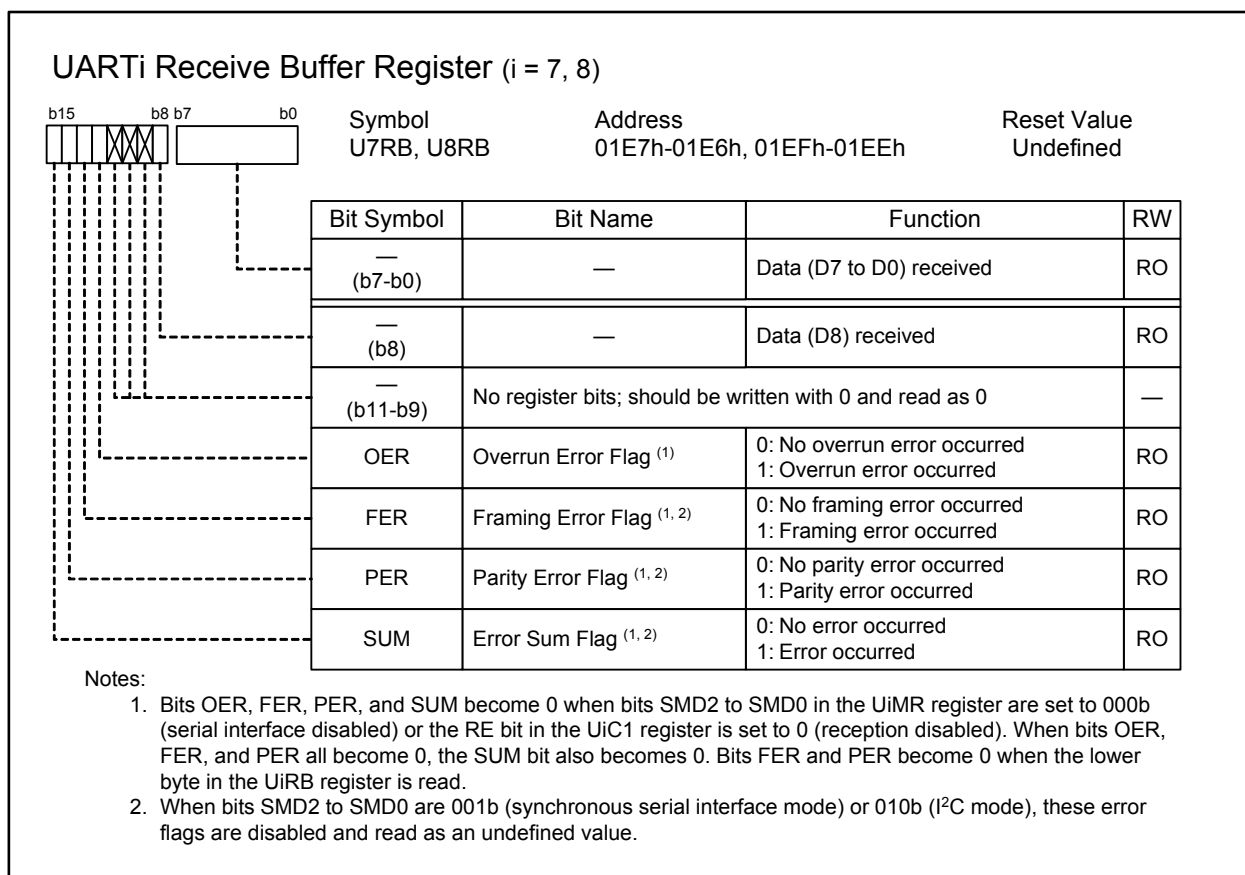 UARTi Receive Buffer Register (i = 7, 8)
b15 b8 b7 b0
Symbol Address Reset Value
U7RB, U8RB 01E7h-01E6h, 01EFh-01EEh Undefined
Bit Symbol Bit Name Function RW
—
(b7-b0) — Data (D7 to D0) received RO
—
(b8) — Data (D8) received RO
—
(b11-b9) No register bits; should be written with 0 and read as 0 —
OER Overrun Error Flag (1) 0: No overrun error occurred RO
1: Overrun error occurred
FER Framing Error Flag (1, 2) 0: No framing error occurred RO
1: Framing error occurred
PER Parity Error Flag (1, 2) 0: No parity error occurred RO
1: Parity error occurred
SUM Error Sum Flag (1, 2) 0: No error occurred RO
1: Error occurred
Notes:
1. Bits OER, FER, PER, and SUM become 0 when bits SMD2 to SMD0 in the UiMR register are set to 000b
(serial interface disabled) or the RE bit in the UiC1 register is set to 0 (reception disabled). When bits OER,
FER, and PER all become 0, the SUM bit also becomes 0. Bits FER and PER become 0 when the lower
byte in the UiRB register is read.
2. When bits SMD2 to SMD0 are 001b (synchronous serial interface mode) or 010b (I²C mode), these error
flags are disabled and read as an undefined value.